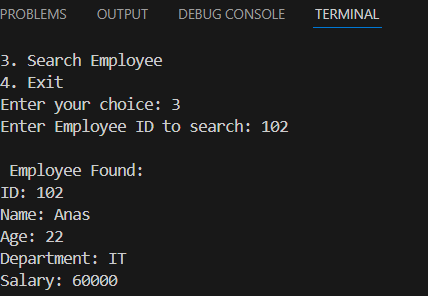 PROBLEMS OUTPUT DEBUG CONSOLE TERMINAL
3. Search Employee
4. Exit
Enter your choice: 3
Enter Employee ID to search: 102
Employee Found:
ID: 102
Name: Anas
Age: 22
Department: IT
Salary: 60000